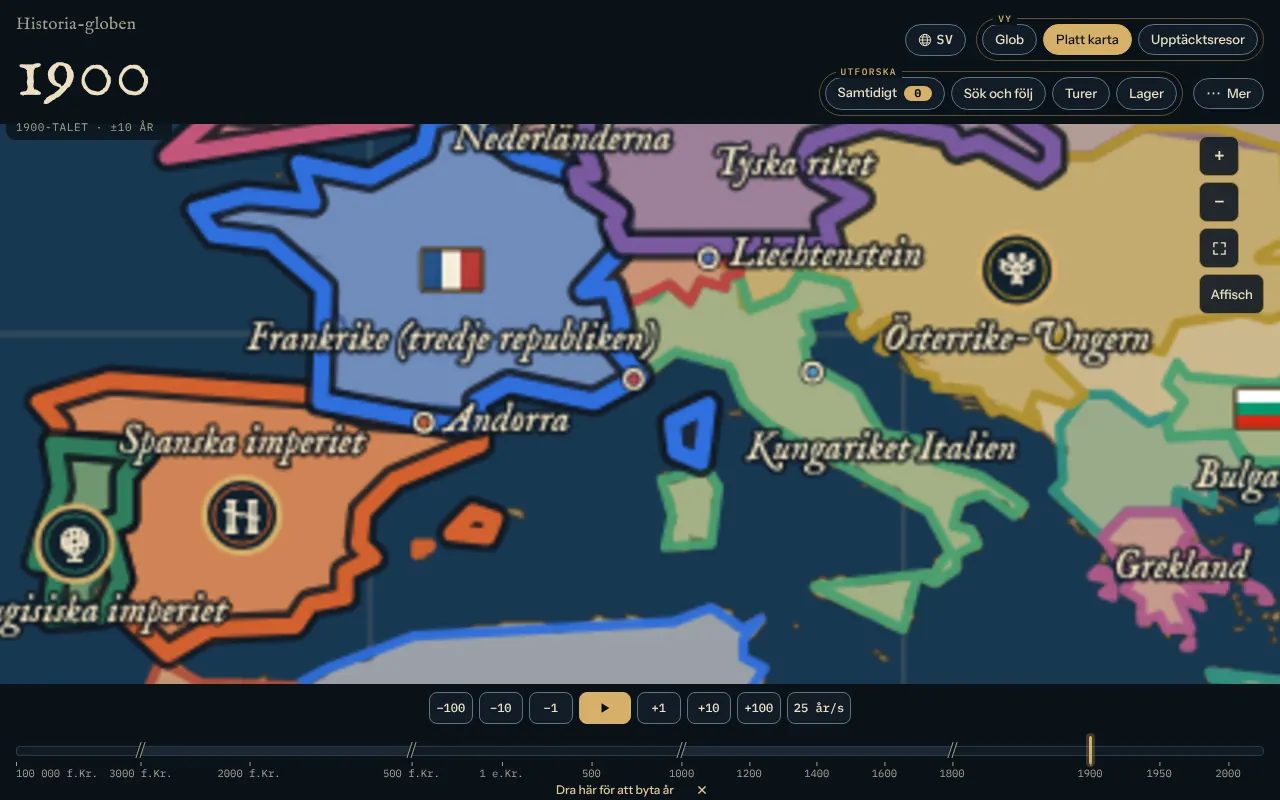 Historia-globen
1900
1900-TALET · ±10 ÅR
SV
VY
Glob
Platt karta
Upptäcktsresor
UTFORSKA
Samtidigt 0
Sök och följ
Turer
Lager
··· Mer
+
−
Affisch
Nederländerna
Tyska riket
Liechtenstein
Frankrike (tredje republiken)
Österrike-Ungern
Andorra
Spanska imperiet
Kungariket Italien
Bulga
Grekland
gisiska imperiet
−100
−10
−1
+1
+10
+100
25 år/s
100 000 f.Kr.
3000 f.Kr.
2000 f.Kr.
500 f.Kr.
1 e.Kr.
500
1000
1200
1400
1600
1800
1900
1950
2000
Dra här för att byta år ✕